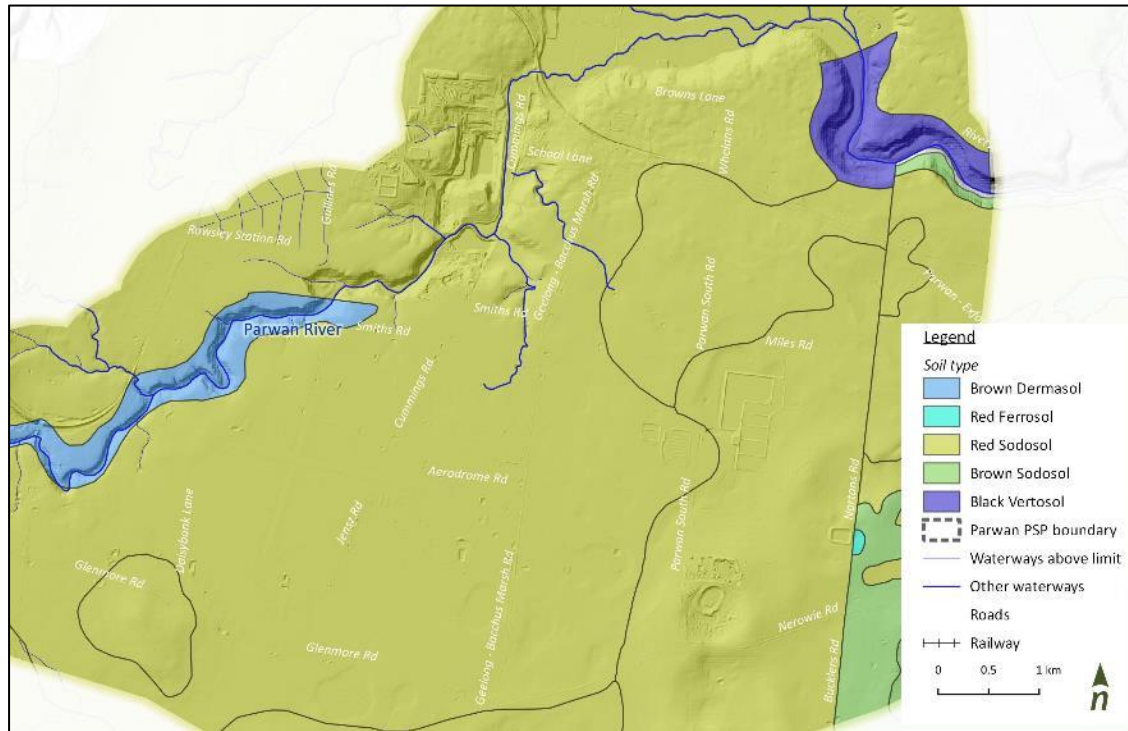 Browns Lane
Cummings Rd
School Lane
Whelans Rd
River
Gullines Rd
Geelong - Bacchus Marsh Rd
Rowsley Station Rd
Parwan South Rd
Parwan - Exfo
Smiths Rd
Smiths Rd
Parwan River
Miles Rd
Cummings Rd
Aerodrome Rd
Nortons Rd
Parwan South Rd
Daisybank Lane
Jensz Rd
Glenmore Rd
Geelong - Bacchus Marsh Rd
Nerowie Rd
Glenmore Rd
Bucklers Rd
Legend
Soil type
Brown Dermasol
Red Ferrosol
Red Sodosol
Brown Sodosol
Black Vertosol
Parwan PSP boundary
Waterways above limit
Other waterways
Roads
Railway
0 0.5 1 km
n